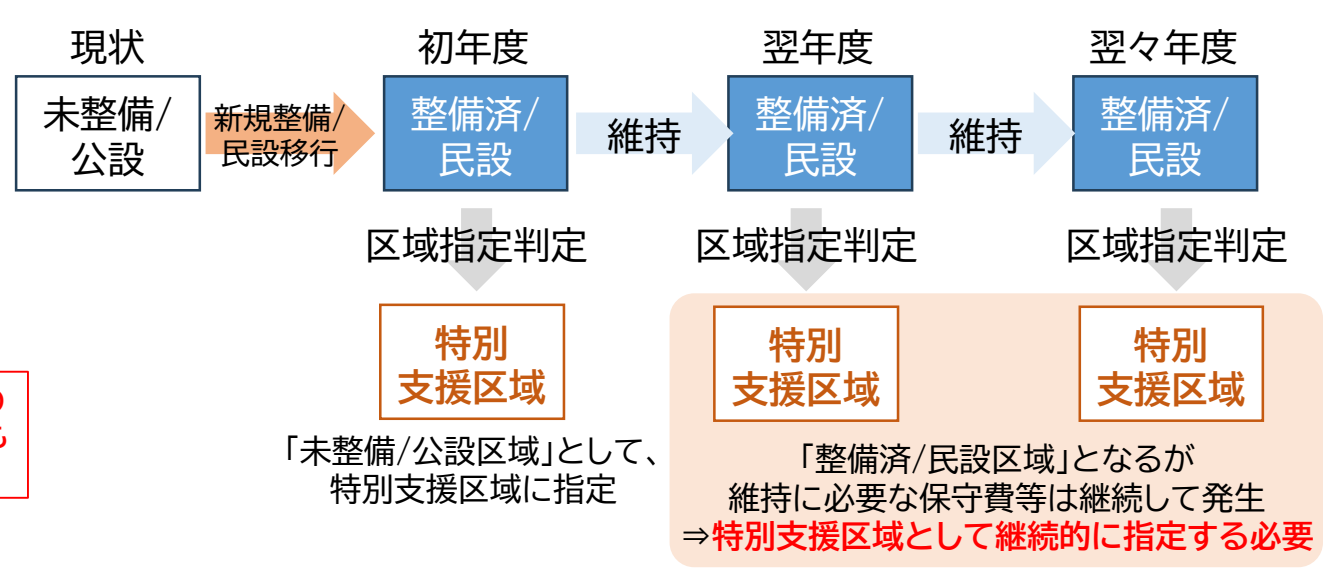 現状
初年度
翌年度
翌々年度
未整備/
公設
新規整備/
民設移行
整備済/
民設
維持
整備済/
民設
維持
整備済/
民設
区域指定判定
区域指定判定
区域指定判定
特別
支援区域
特別
支援区域
特別
支援区域
の
も
「未整備/公設区域」として、
特別支援区域に指定
「整備済/民設区域」となるが
維持に必要な保守費等は継続して発生
⇒特別支援区域として継続的に指定する必要